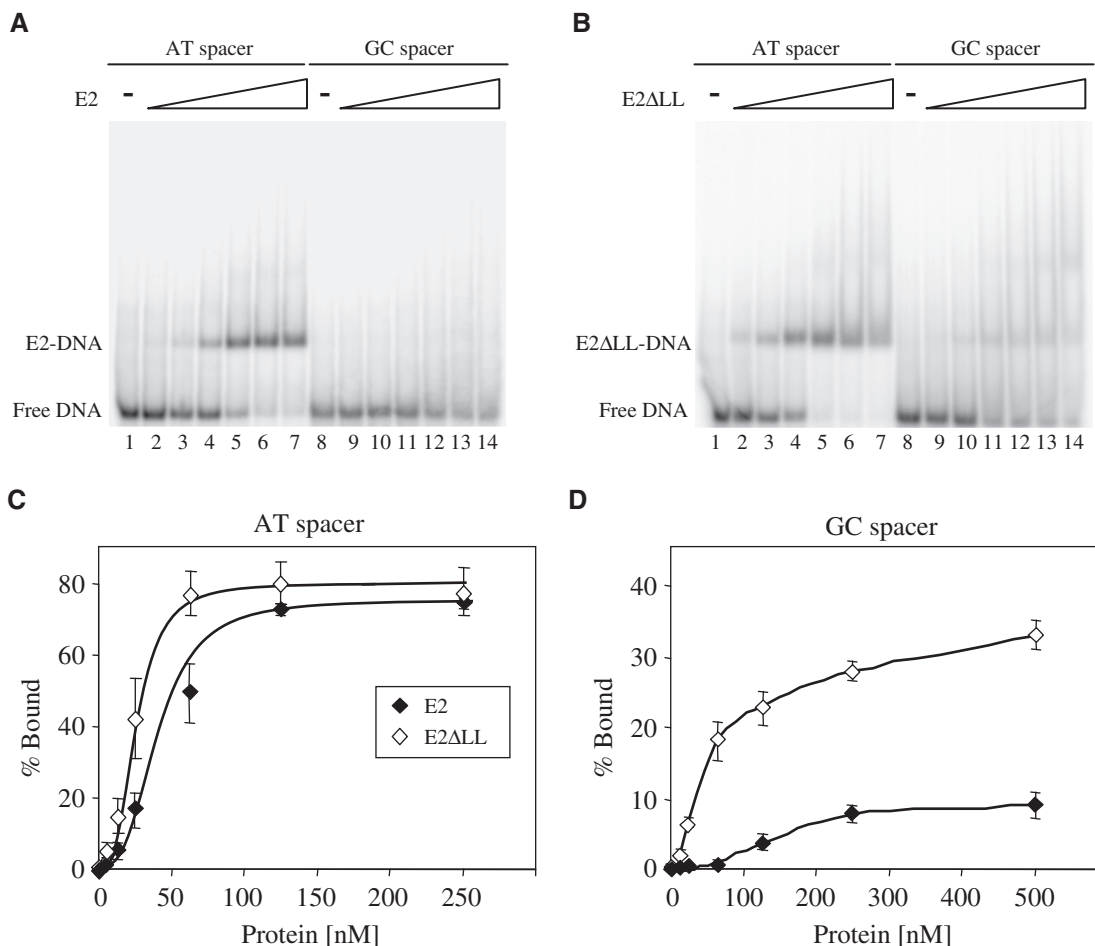 A
AT spacer GC spacer
E2 - -
E2-DNA
Free DNA
1 2 3 4 5 6 7 8 9 10 11 12 13 14
B
AT spacer GC spacer
E2ΔLL - -
E2ΔLL-DNA
Free DNA
1 2 3 4 5 6 7 8 9 10 11 12 13 14
C
AT spacer
% Bound
80
60
40
20
0
0 50 100 150 200 250
Protein [nM]
E2
E2ΔLL
D
GC spacer
% Bound
40
30
20
10
0
0 100 200 300 400 500
Protein [nM]